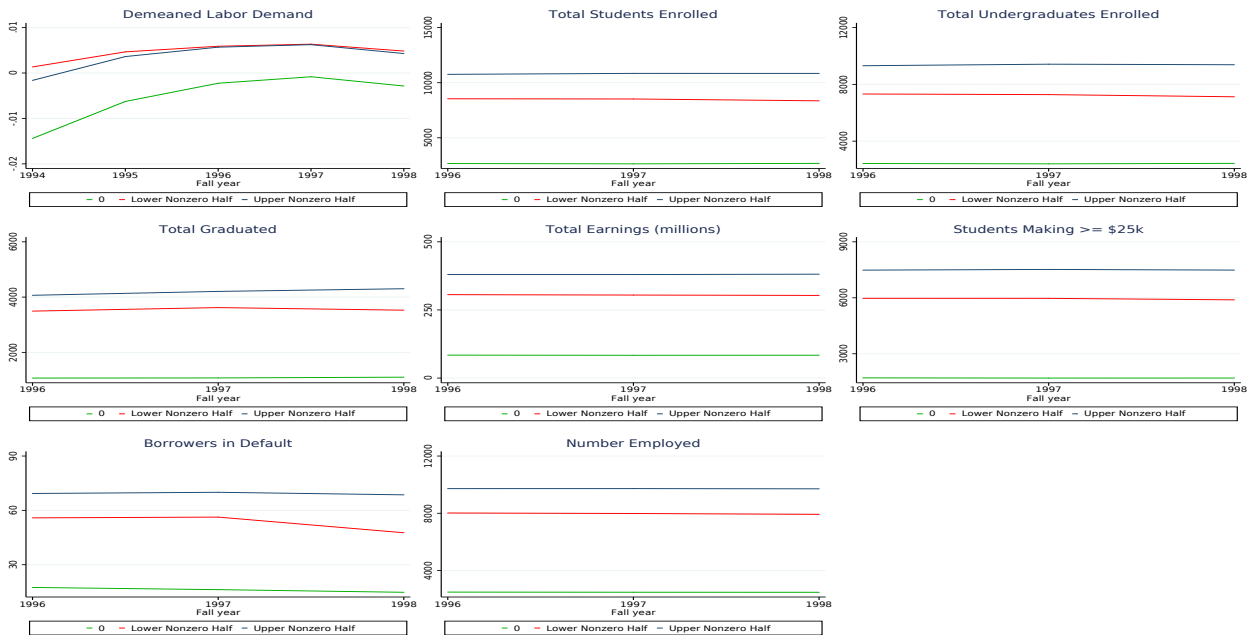 Demeaned Labor Demand
.01
0
-.01
-.02
1994 1995 1996 1997 1998
Fall year
0 Lower Nonzero Half Upper Nonzero Half
Total Students Enrolled
15000
10000
5000
1996 1997 1998
Fall year
0 Lower Nonzero Half Upper Nonzero Half
Total Undergraduates Enrolled
12000
8000
4000
1996 1997 1998
Fall year
0 Lower Nonzero Half Upper Nonzero Half
Total Graduated
6000
4000
2000
1996 1997 1998
Fall year
0 Lower Nonzero Half Upper Nonzero Half
Total Earnings (millions)
500
250
0
1996 1997 1998
Fall year
0 Lower Nonzero Half Upper Nonzero Half
Students Making >= $25k
9000
6000
3000
1996 1997 1998
Fall year
0 Lower Nonzero Half Upper Nonzero Half
Borrowers in Default
90
60
30
1996 1997 1998
Fall year
0 Lower Nonzero Half Upper Nonzero Half
Number Employed
12000
8000
4000
1996 1997 1998
Fall year
0 Lower Nonzero Half Upper Nonzero Half